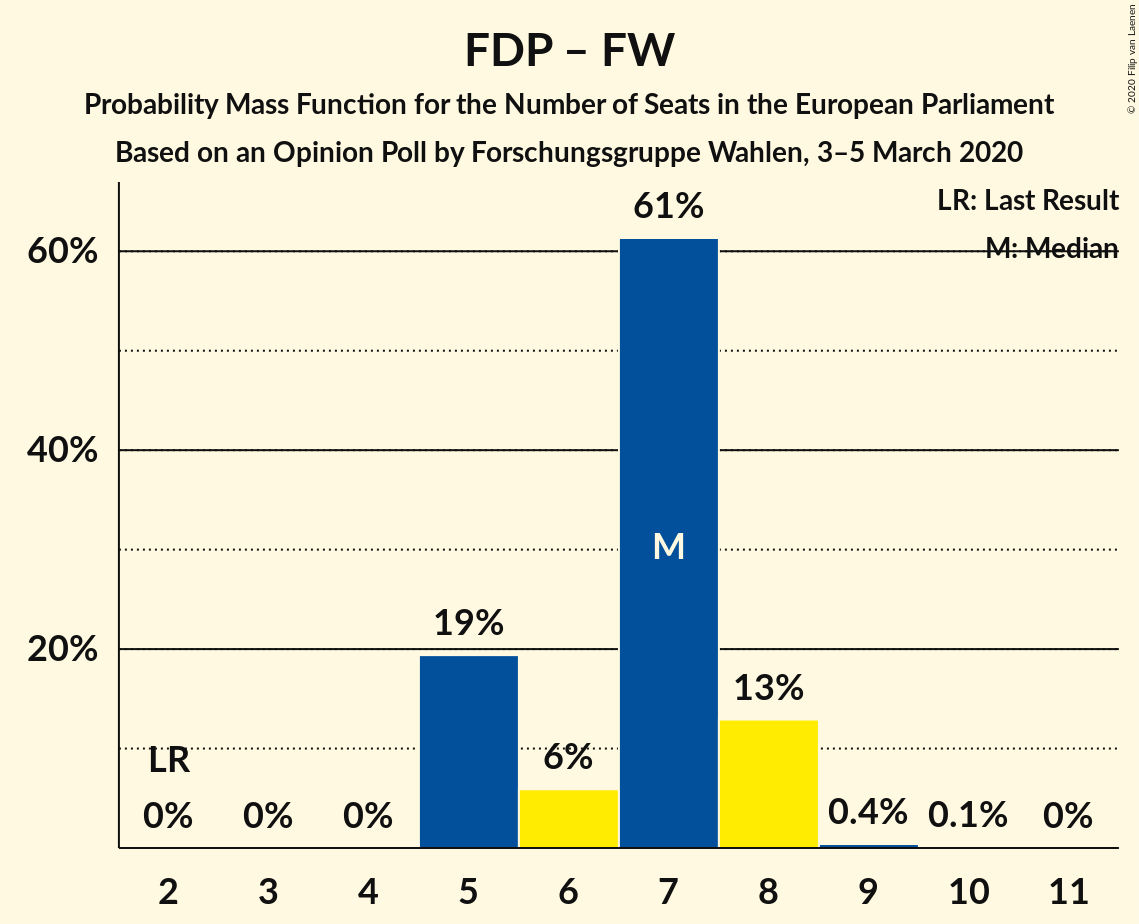 FDP – FW
Probability Mass Function for the Number of Seats in the European Parliament
Based on an Opinion Poll by Forschungsgruppe Wahlen, 3–5 March 2020
© 2020 Filip van Laenen
LR: Last Result
M: Median
60%
40%
20%
61%
M
19%
13%
6%
LR
0%
0%
0%
0.4%
0.1%
0%
2
3
4
5
6
7
8
9
10
11